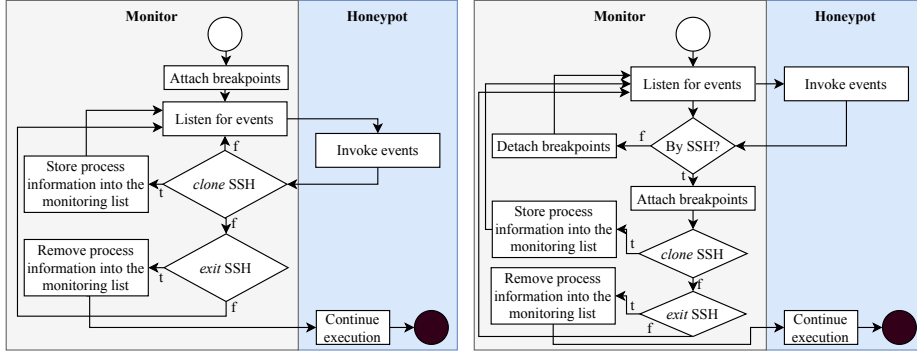 Monitor
Honeypot
Attach breakpoints
Listen for events
Invoke events
f
clone SSH
t
Store process
information into the
monitoring list
f
exit SSH
t
Remove process
information into the
monitoring list
f
Continue
execution
Monitor
Honeypot
Listen for events
Invoke events
By SSH?
f
Detach breakpoints
t
Attach breakpoints
Store process
information into the
monitoring list
clone SSH
t
f
Remove process
information into the
monitoring list
t
exit SSH
f
Continue
execution